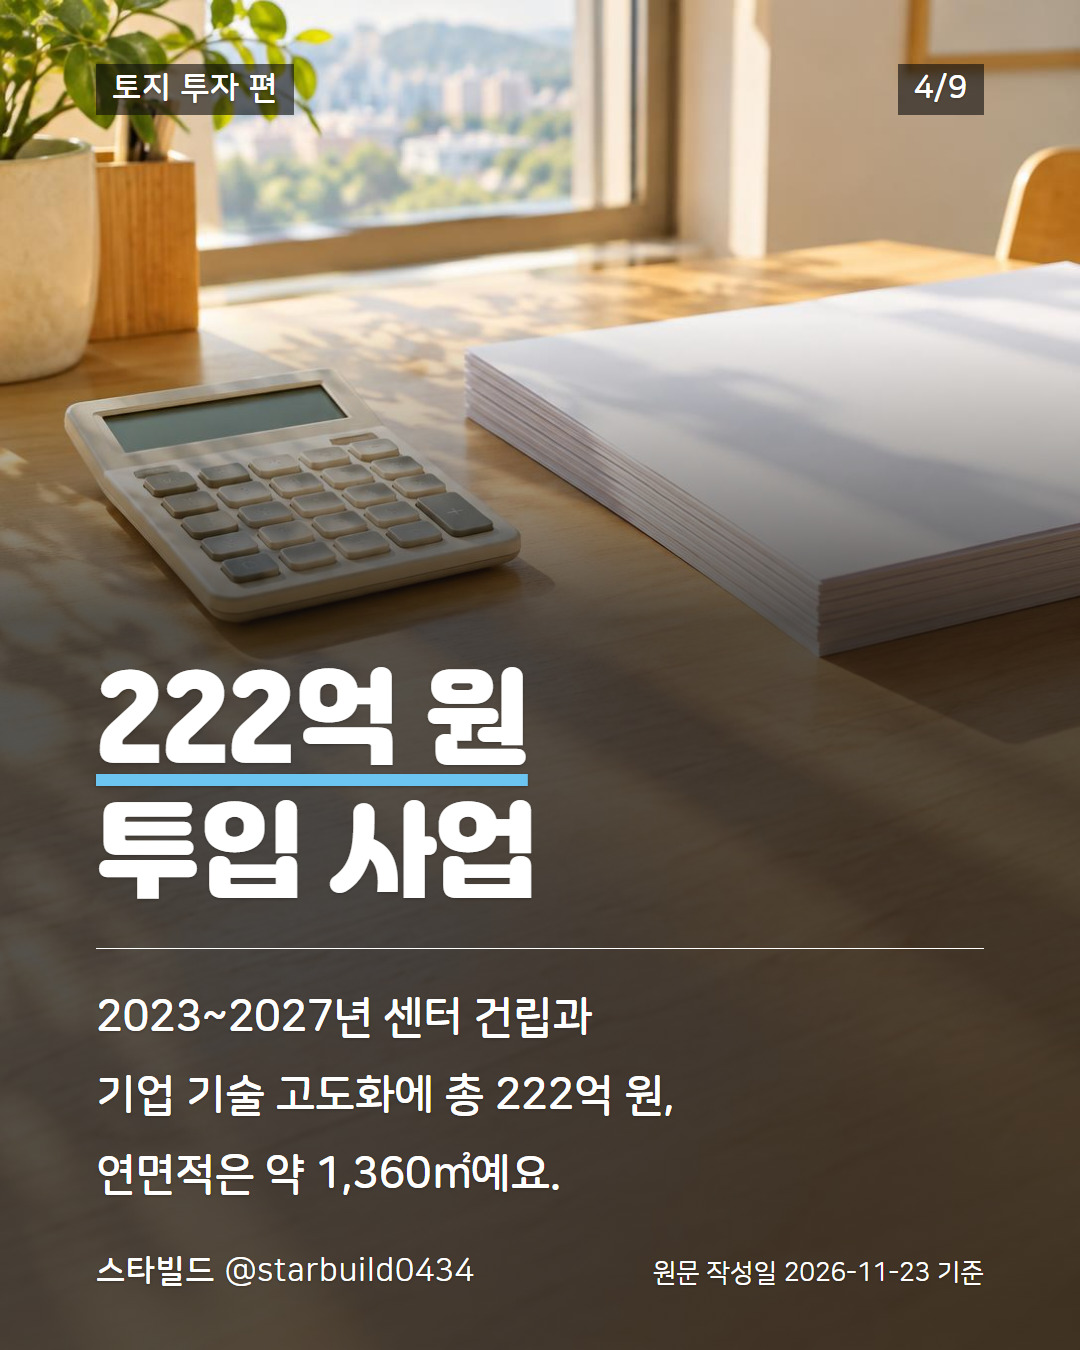 토지 투자 편
4/9
222억 원
투입 사업
2023~2027년 센터 건립과
기업 기술 고도화에 총 222억 원,
연면적은 약 1,360㎡예요.
스타빌드 @starbuild0434
원문 작성일 2026-11-23 기준